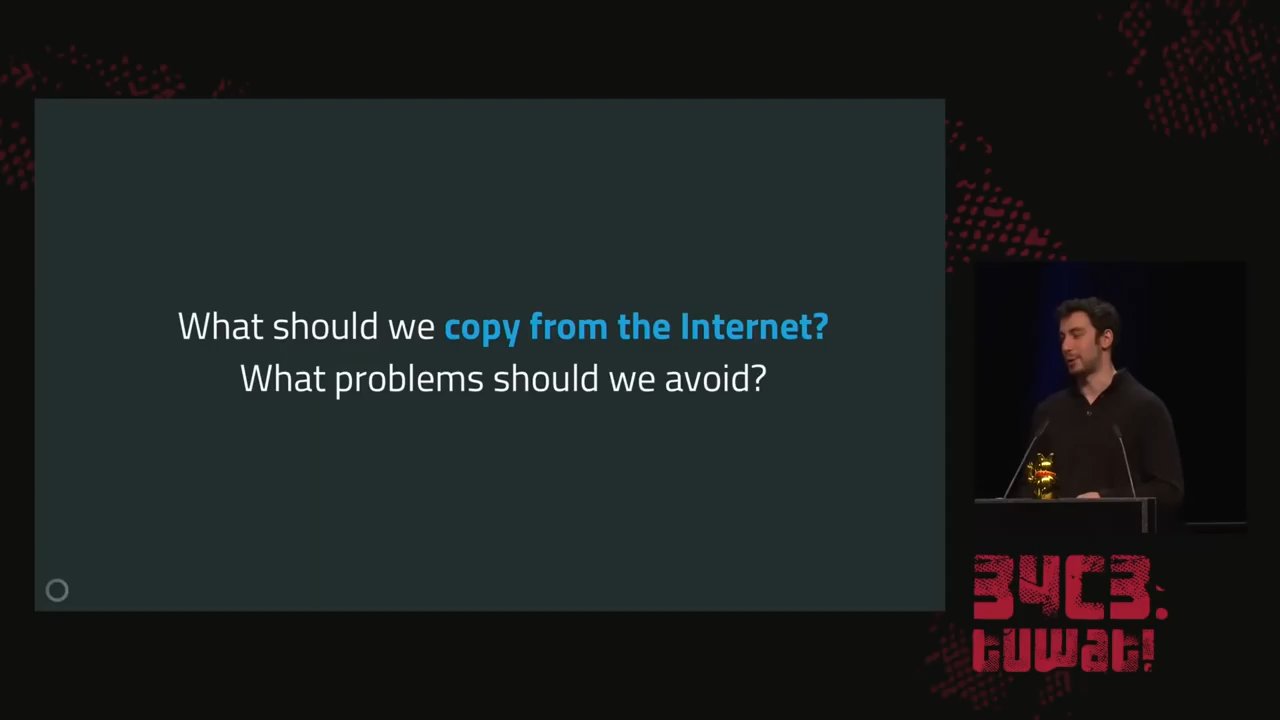 What should we copy from the Internet?
What problems should we avoid?
34C3.
tuwat!